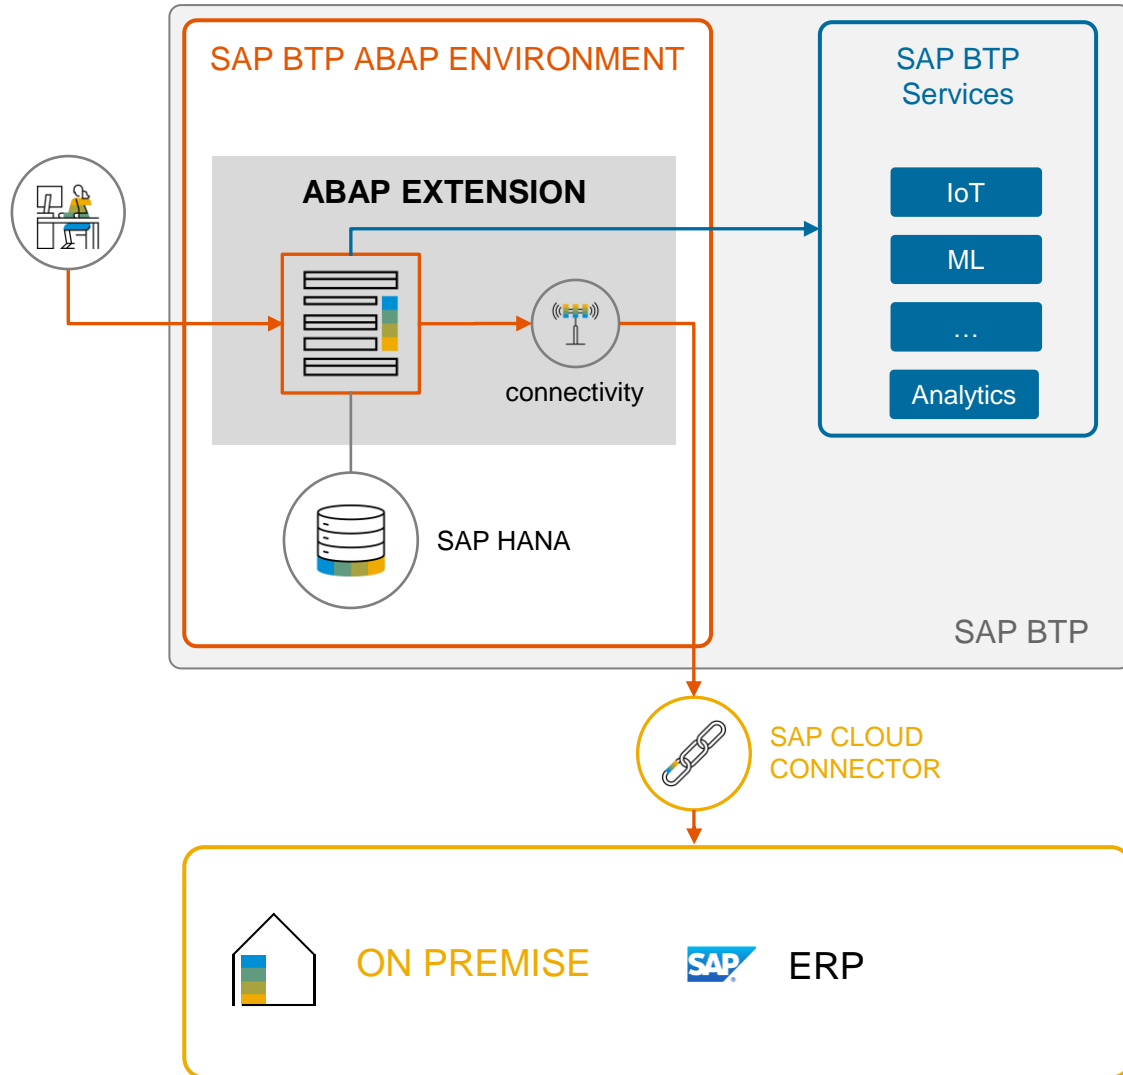 SAP BTP ABAP ENVIRONMENT
SAP BTP
Services
ABAP EXTENSION
IoT
ML
...
Analytics
connectivity
SAP HANA
SAP BTP
SAP CLOUD
CONNECTOR
ON PREMISE
SAP
ERP